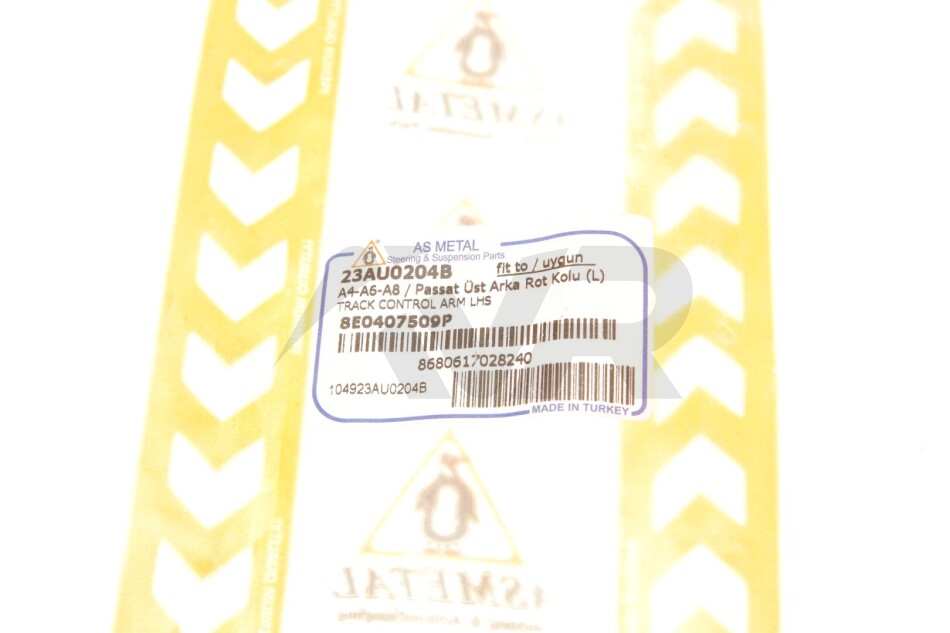 ASMETAL
AS METAL
Steering & Suspension Parts
23AU0204B fit to / uygun
A4-A6-A8 / Passat Üst Arka Rot Kolu (L)
TRACK CONTROL ARM LHS
8E0407509P
8680617028240
104923AU0204B
MADE IN TURKEY
ASMETAL